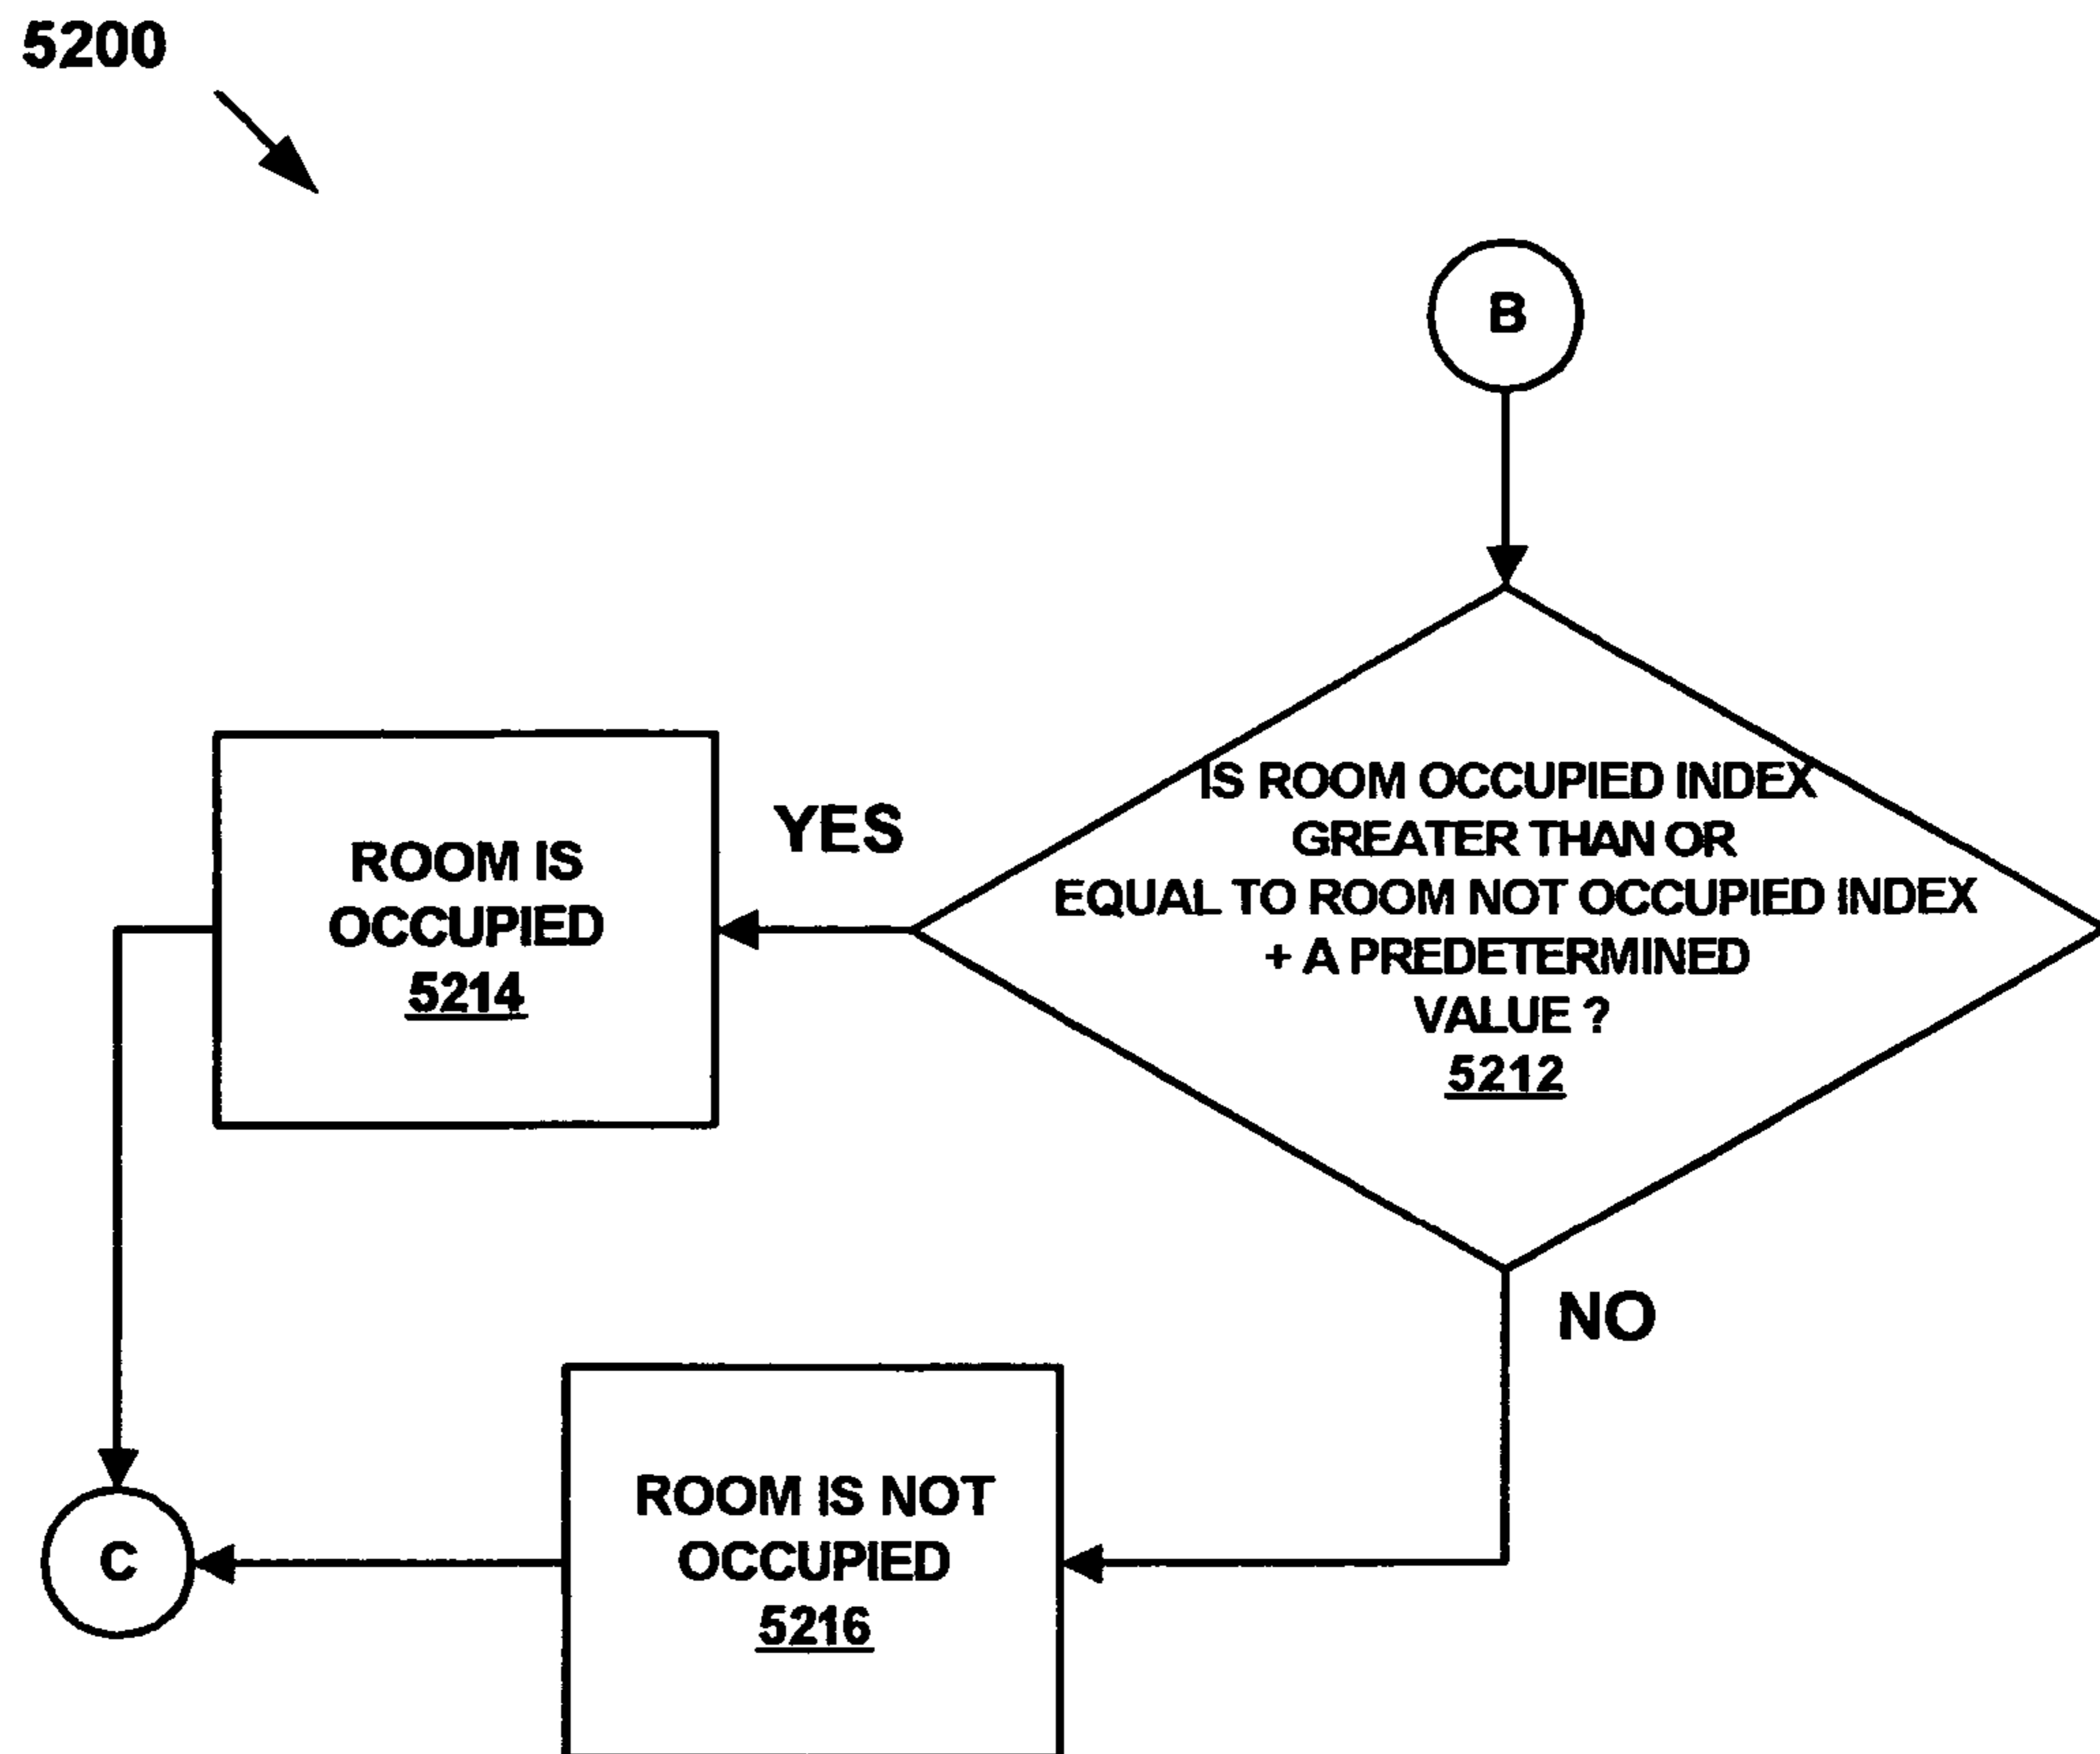 5200
B
IS ROOM OCCUPIED INDEX
GREATER THAN OR
EQUAL TO ROOM NOT OCCUPIED INDEX
+ A PREDETERMINED
VALUE ?
5212
YES
ROOM IS
OCCUPIED
5214
NO
ROOM IS NOT
OCCUPIED
5216
C